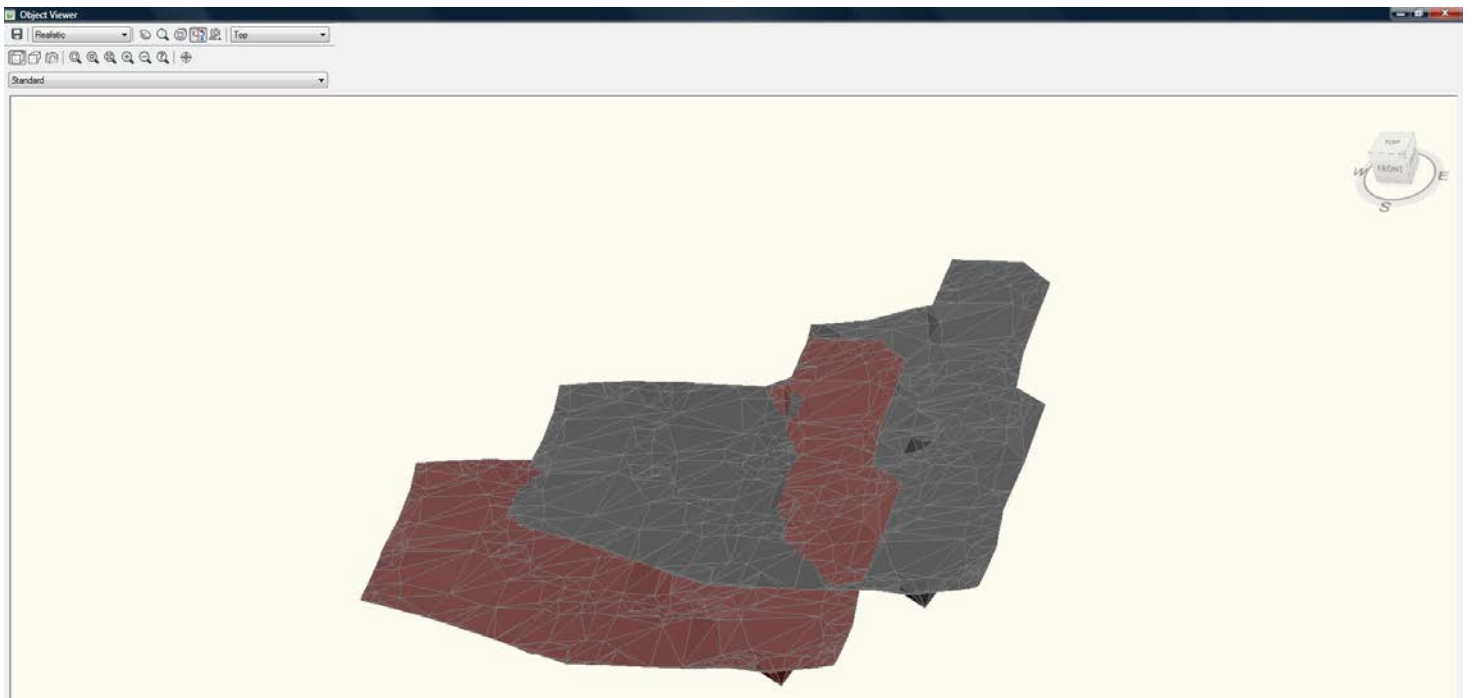 Object Viewer
Realistic Top
Standard
TOP
FRONT
W
E
S